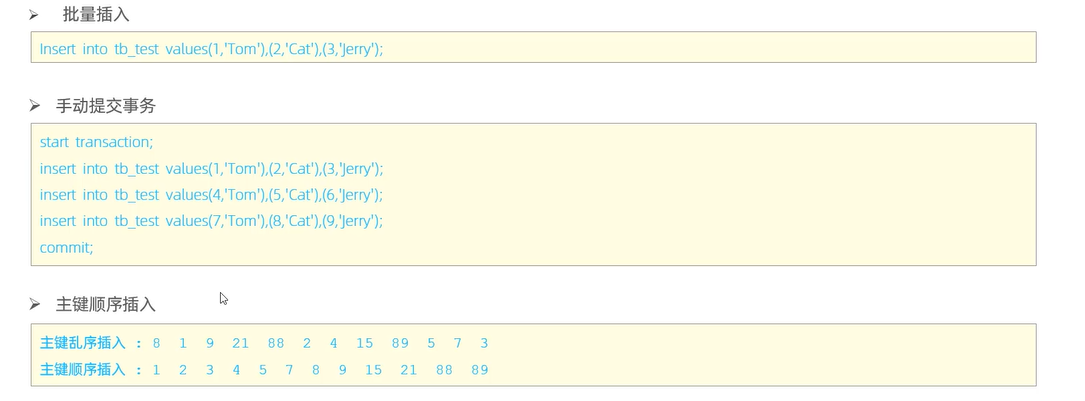 批量插入
Insert into tb_test values(1,'Tom'),(2,'Cat'),(3,'Jerry');
手动提交事务
start transaction;
insert into tb_test values(1,'Tom'),(2,'Cat'),(3,'Jerry');
insert into tb_test values(4,'Tom'),(5,'Cat'),(6,'Jerry');
insert into tb_test values(7,'Tom'),(8,'Cat'),(9,'Jerry');
commit;
主键顺序插入
主键乱序插入 : 8 1 9 21 88 2 4 15 89 5 7 3
主键顺序插入 : 1 2 3 4 5 7 8 9 15 21 88 89